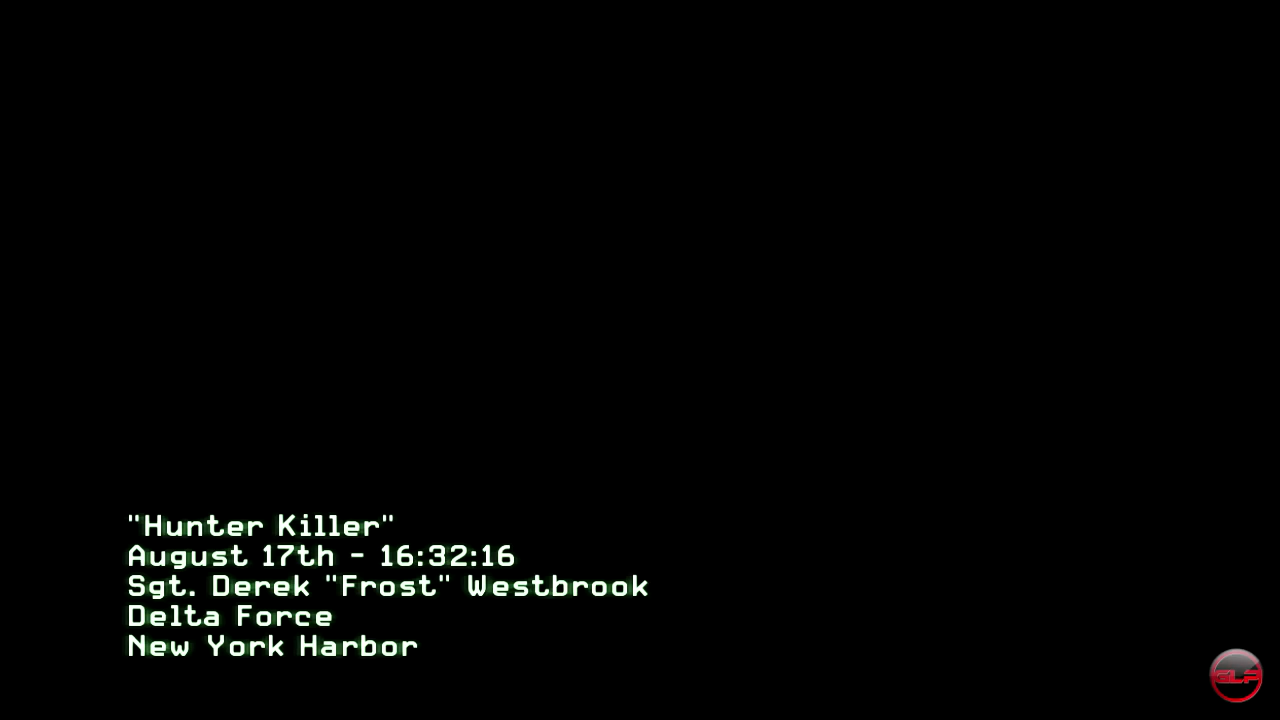 "Hunter Killer"
August 17th - 16:32:16
Sgt. Derek "Frost" Westbrook
Delta Force
New York Harbor